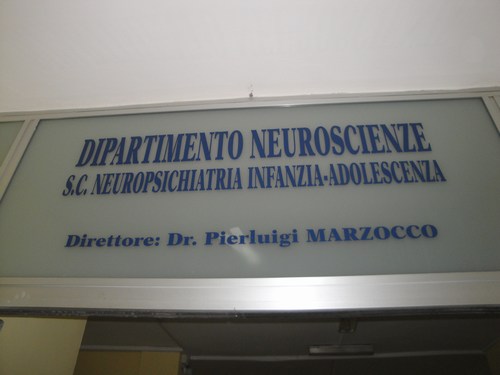 DIPARTIMENTO NEUROSCIENZE
S.C. NEUROPSICHIATRIA INFANZIA-ADOLESCENZA
Direttore: Dr. Pierluigi MARZOCCO